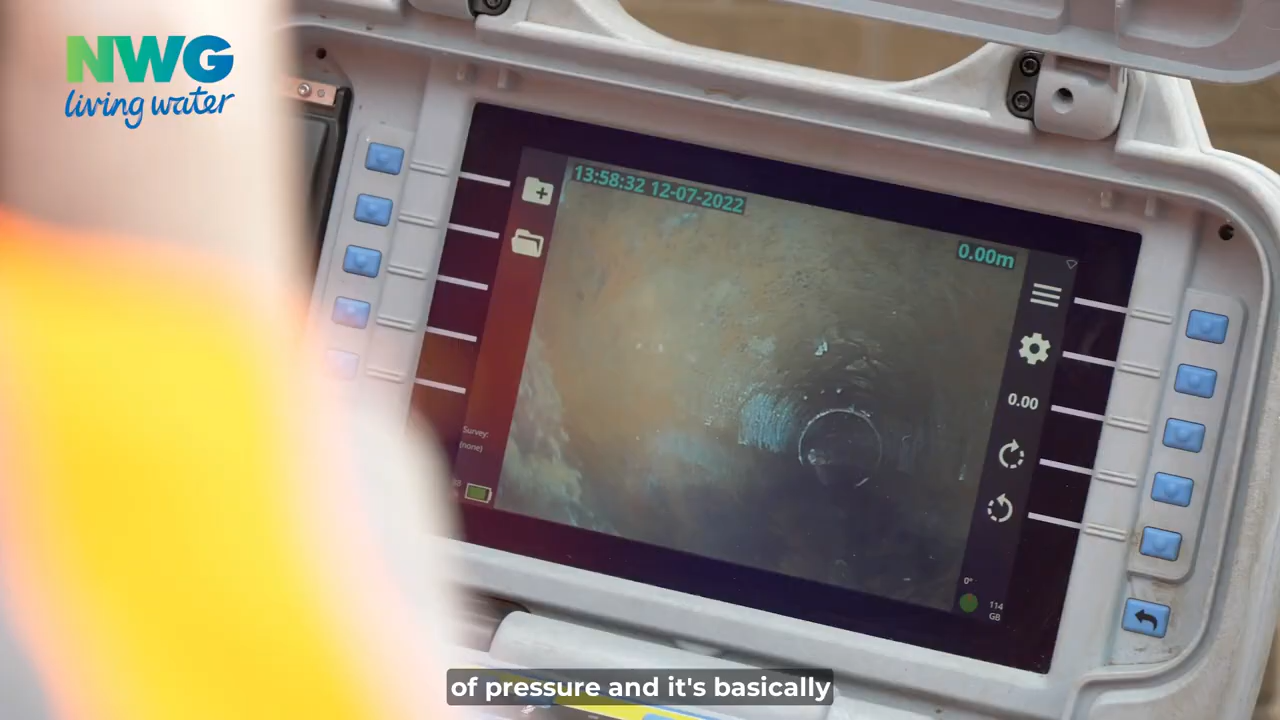 NWG
living water
13:58:32 12-07-2022
0.00m
0.00
Survey:
(none)
0°
114
GB
of pressure and it's basically